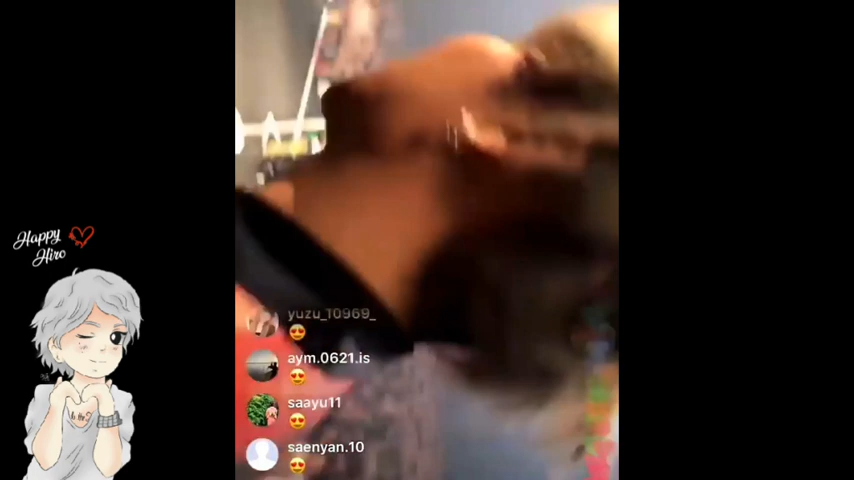 Happy
Hiro
yuzu_10969_
😍
aym.0621.is
😍
saayu11
😍
saenyan.10
😍